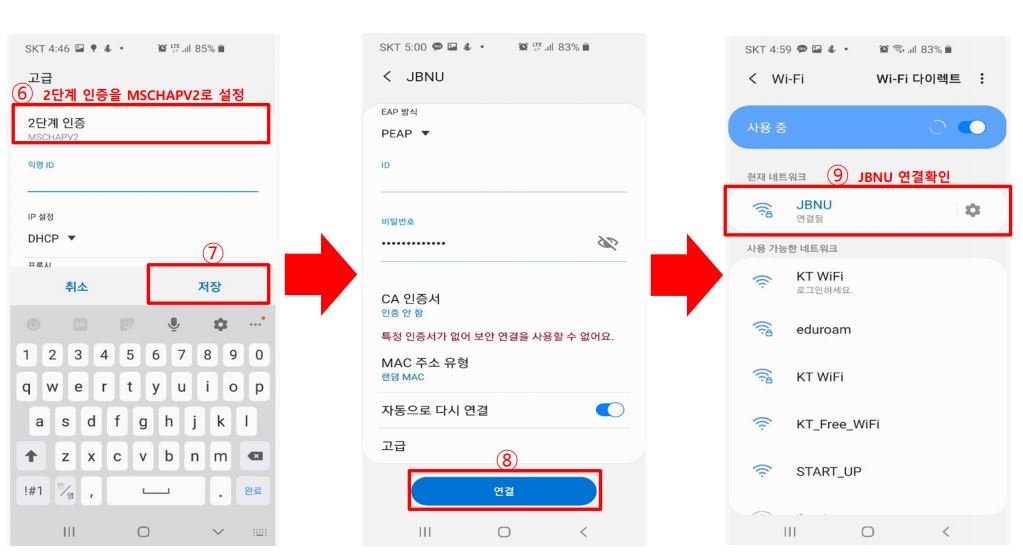 SKT 4:46
LTE
85%
고급
⑥ 2단계 인증을 MSCHAPV2로 설정
2단계 인증
MSCHAPV2
익명 ID
IP 설정
DHCP
⑦
프록시
취소 저장
GIF
1 2 3 4 5 6 7 8 9 0
q w e r t y u i o p
a s d f g h j k l
z x c v b n m
!#1 한/영 , . 완료
SKT 5:00
LTE
83%
JBNU
EAP 방식
PEAP
ID
비밀번호
•••••••••••••
CA 인증서
인증 안 함
특정 인증서가 없어 보안 연결을 사용할 수 없어요.
MAC 주소 유형
랜덤 MAC
자동으로 다시 연결
고급
⑧
연결
SKT 4:59
83%
Wi-Fi Wi-Fi 다이렉트
사용 중
현재 네트워크
⑨ JBNU 연결확인
JBNU
연결됨
사용 가능한 네트워크
KT WiFi
로그인하세요.
eduroam
KT WiFi
KT_Free_WiFi
START_UP